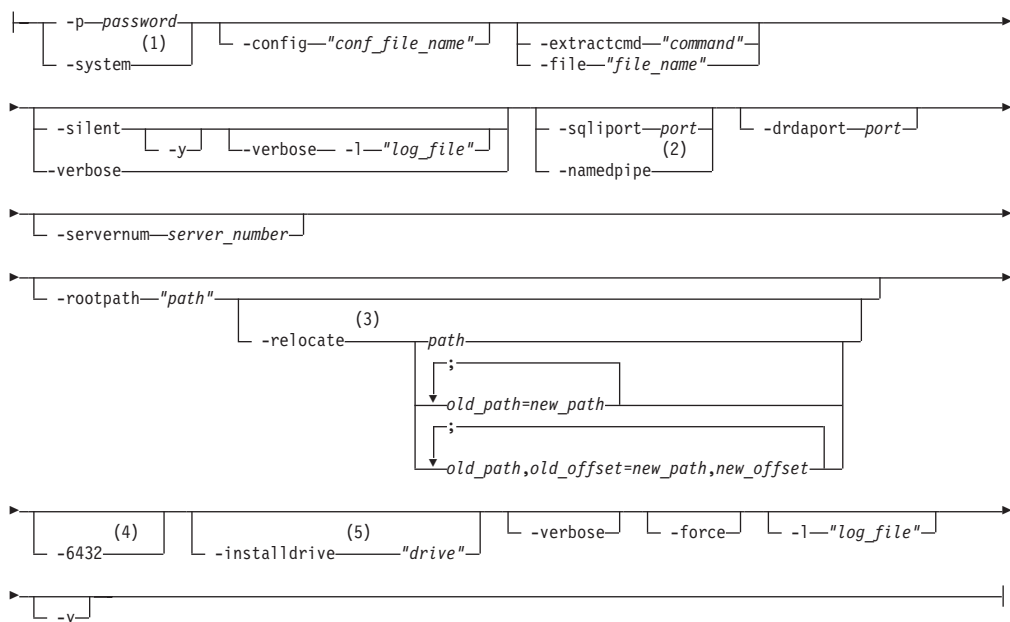 -p password
(1)
-system
-config "conf_file_name"
-extractcmd "command"
-file "file_name"
-silent
-y
-verbose -l "log_file"
-verbose
-sqliport port
(2)
-namedpipe
-drdaport port
-servernum server_number
-rootpath "path"
(3)
-relocate
path
;
old_path=new_path
;
old_path,old_offset=new_path,new_offset
(4)
-6432
(5)
-installdrive "drive"
-verbose
-force
-l "log_file"
-y